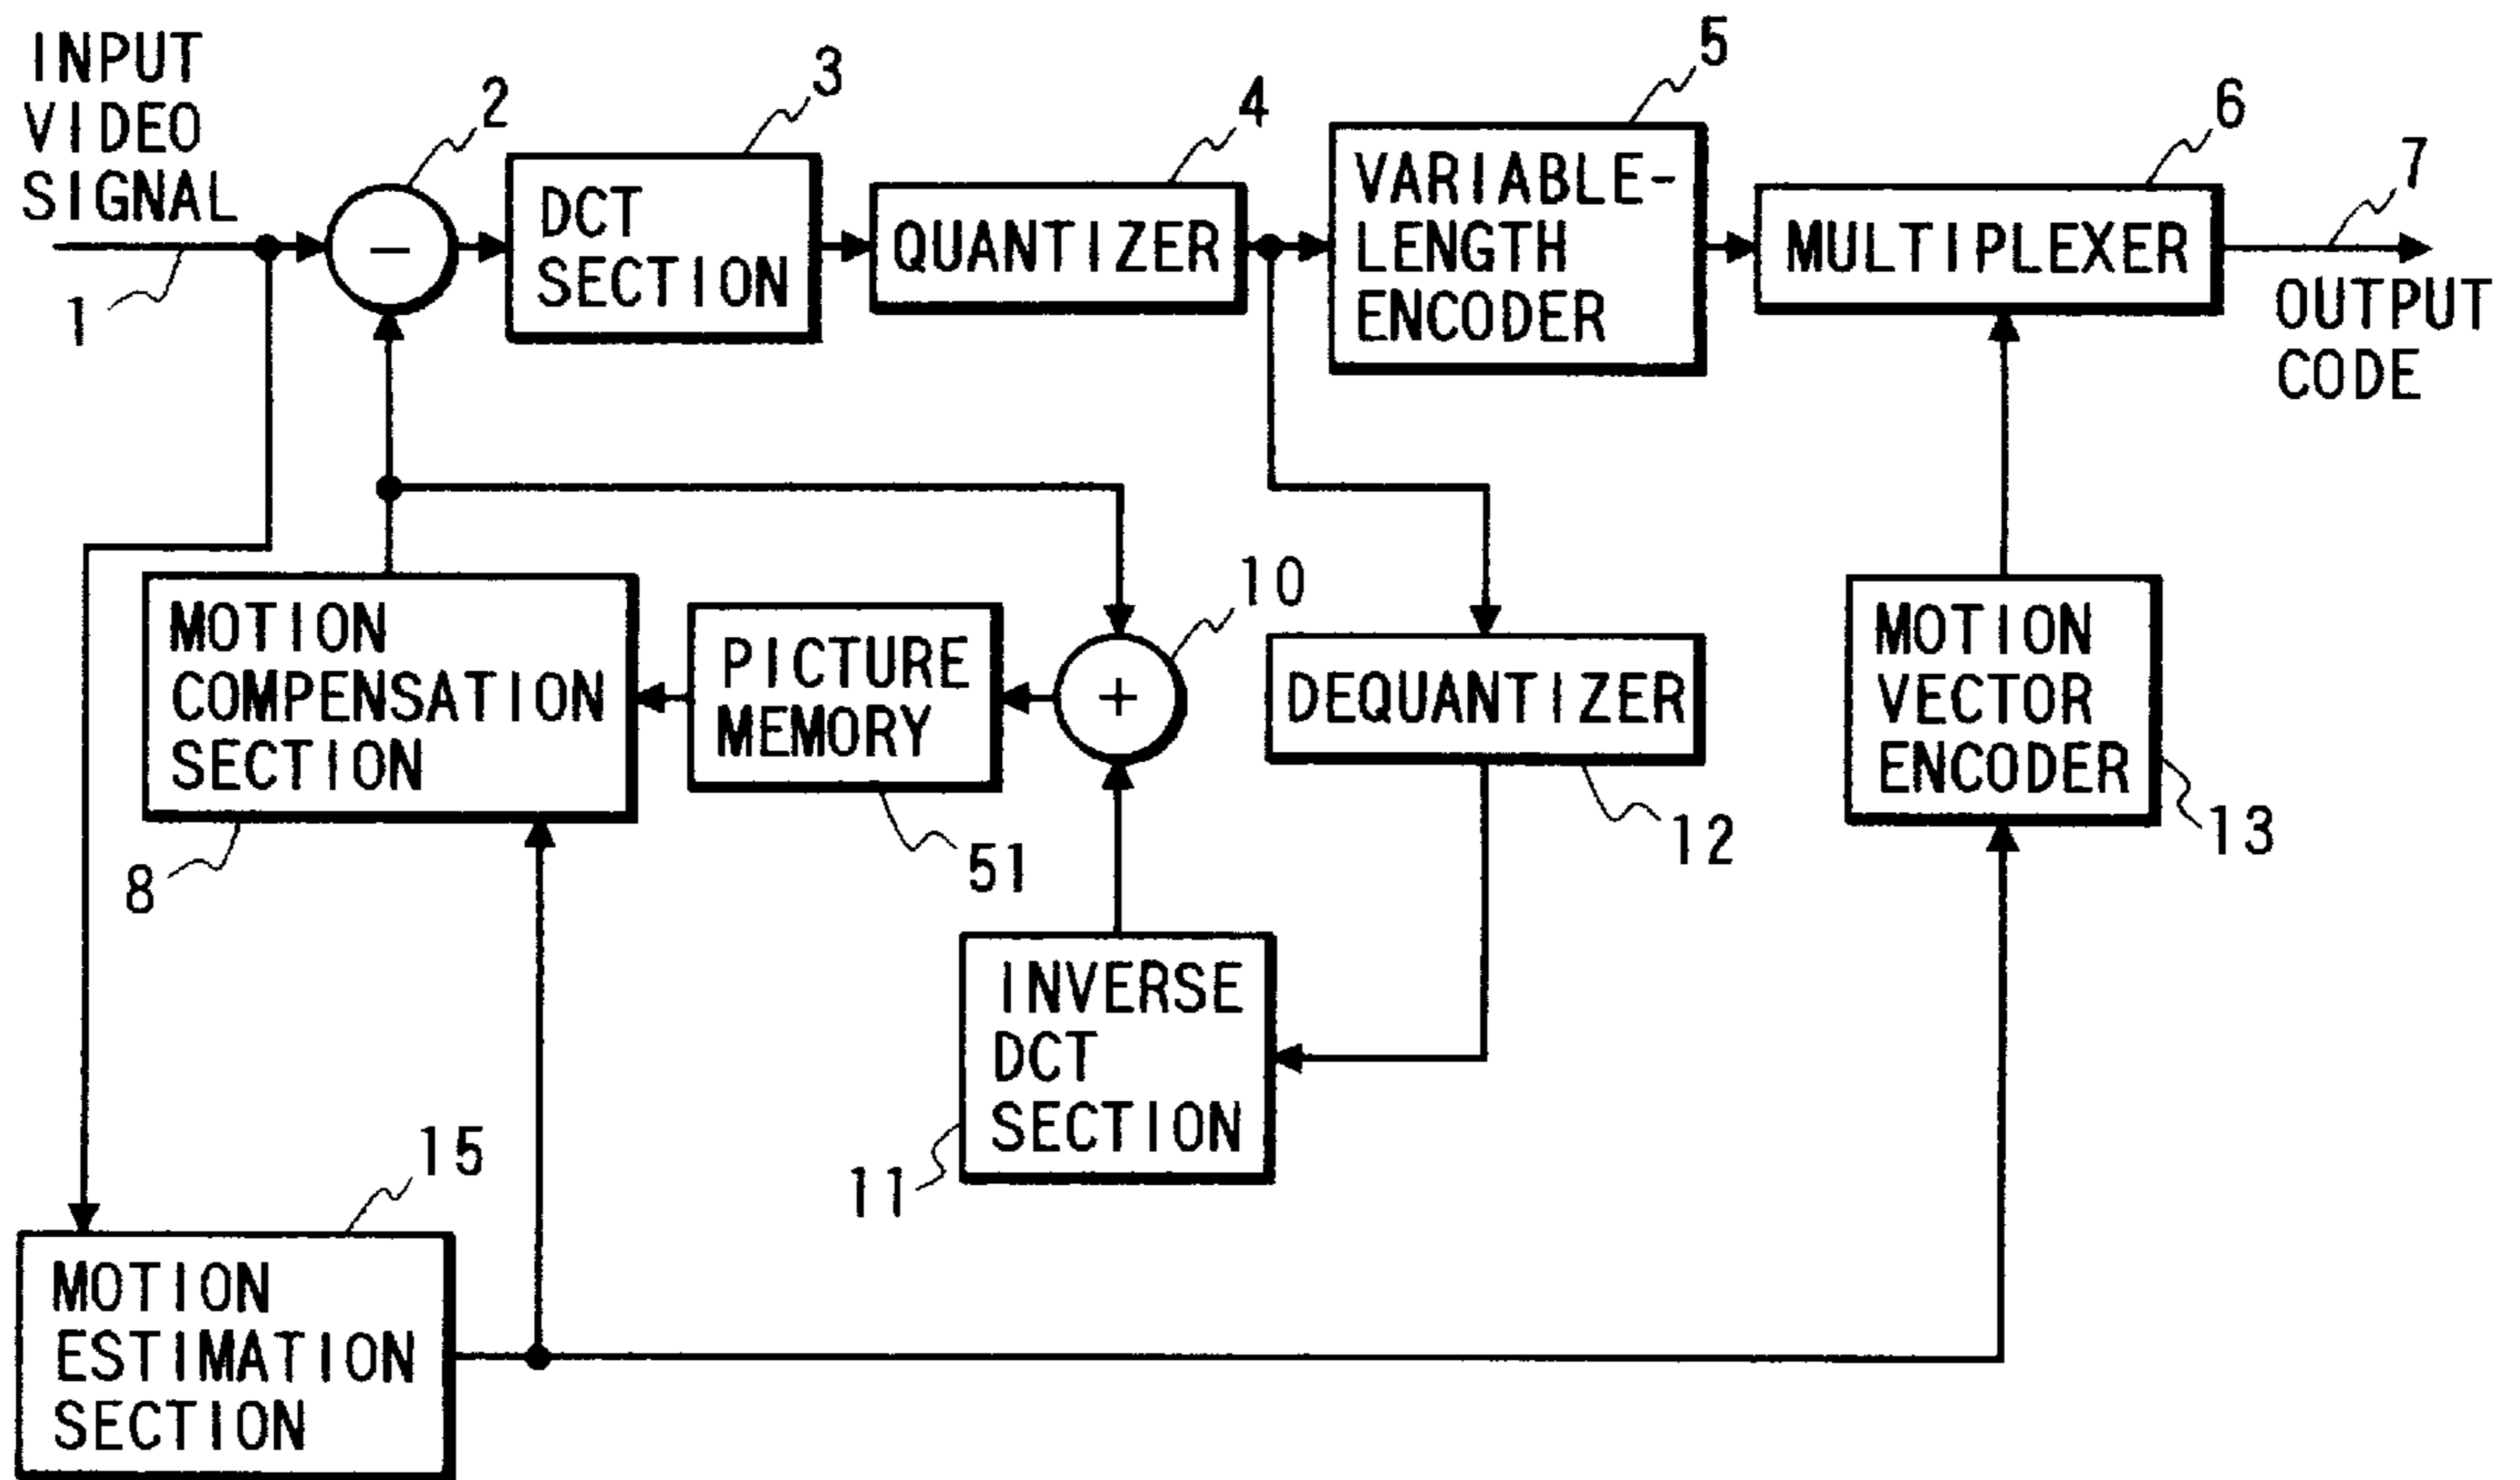 INPUT
VIDEO
SIGNAL
1
2
-
3
DCT
SECTION
4
QUANTIZER
5
VARIABLE-
LENGTH
ENCODER
6
MULTIPLEXER
7
OUTPUT
CODE
MOTION
COMPENSATION
SECTION
8
PICTURE
MEMORY
51
10
+
DEQUANTIZER
12
MOTION
VECTOR
ENCODER
13
INVERSE
DCT
SECTION
11
15
MOTION
ESTIMATION
SECTION